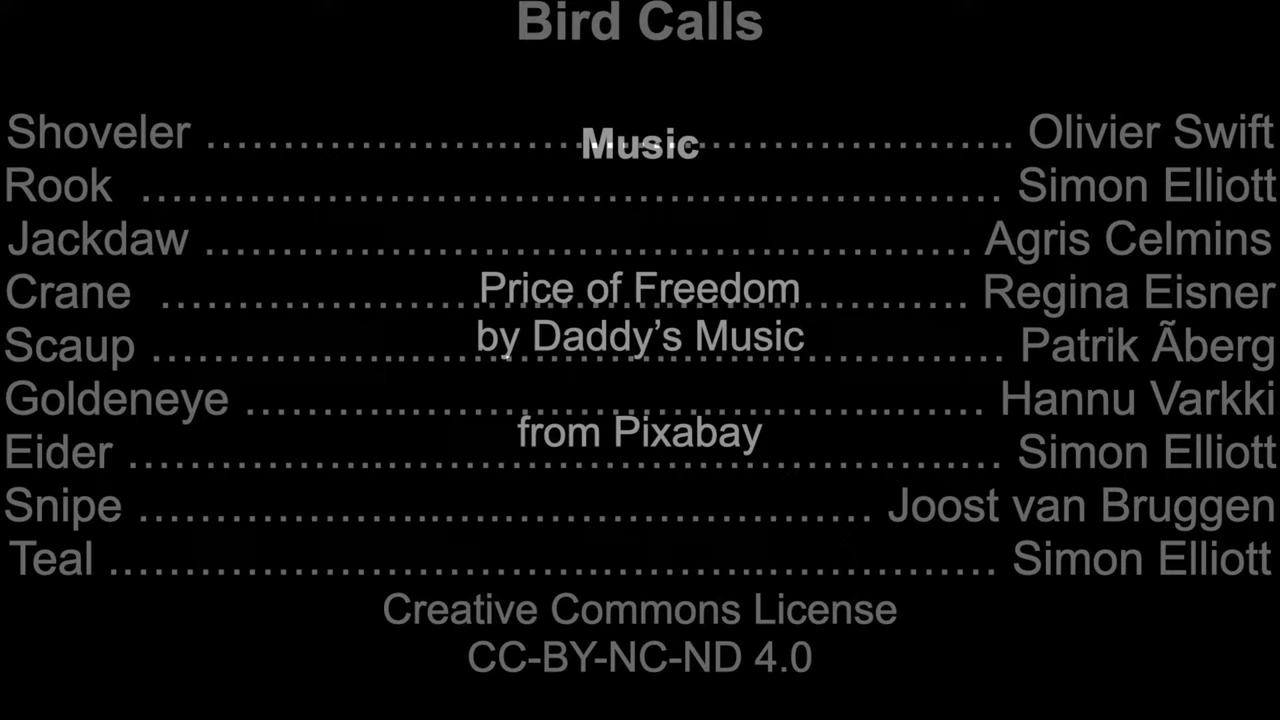 Bird Calls
Shoveler ……………………..…………………………….. Olivier Swift
Rook ………………………………………..…………… Simon Elliott
Jackdaw ………………………………………………… Agris Celmins
Crane ………………………………………………… Regina Eisner
Scaup ……………..…………………………………… Patrik Ãberg
Goldeneye ………..……………………………..…… Hannu Varkki
Eider ……………..…………………………………..… Simon Elliott
Snipe ………………..………………………… Joost van Bruggen
Teal ……………………………………..…………… Simon Elliott
Creative Commons License
CC-BY-NC-ND 4.0
Music
Price of Freedom
by Daddy’s Music
from Pixabay